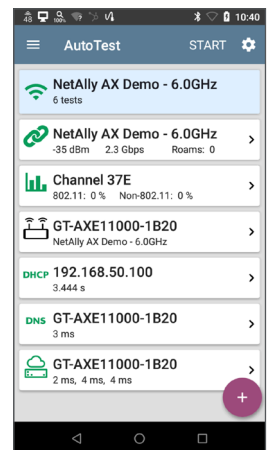 48 100% 10:40
AutoTest START
NetAlly AX Demo - 6.0GHz
6 tests
NetAlly AX Demo - 6.0GHz
-35 dBm 2.3 Gbps Roams: 0
Channel 37E
802.11: 0 % Non-802.11: 0 %
GT-AXE11000-1B20
NetAlly AX Demo - 6.0GHz
DHCP 192.168.50.100
3.444 s
DNS GT-AXE11000-1B20
3 ms
GT-AXE11000-1B20
2 ms, 4 ms, 4 ms
+